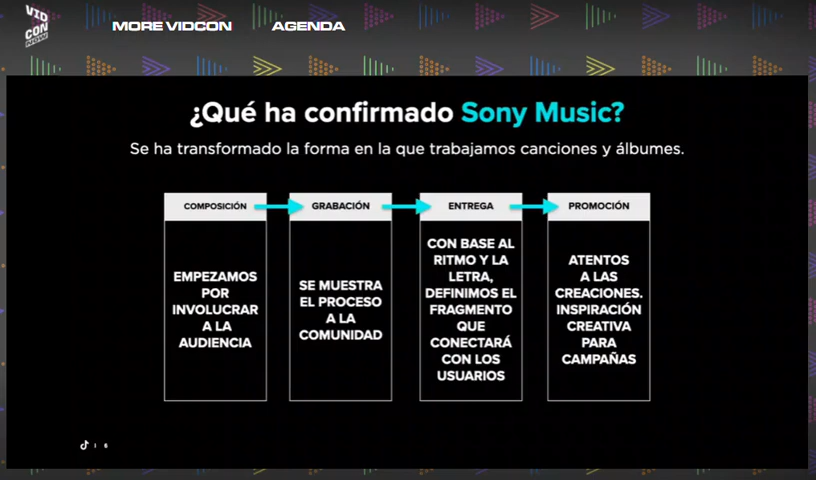 VID
CON
NOW
MORE VIDCON
AGENDA
¿Qué ha confirmado Sony Music?
Se ha transformado la forma en la que trabajamos canciones y álbumes.
COMPOSICIÓN
EMPEZAMOS
POR
INVOLUCRAR
A LA
AUDIENCIA
GRABACIÓN
SE MUESTRA
EL PROCESO
A LA
COMUNIDAD
ENTREGA
CON BASE AL
RITMO Y LA
LETRA,
DEFINIMOS EL
FRAGMENTO
QUE
CONECTARÁ
CON LOS
USUARIOS
PROMOCIÓN
ATENTOS
A LAS
CREACIONES.
INSPIRACIÓN
CREATIVA
PARA
CAMPAÑAS
6